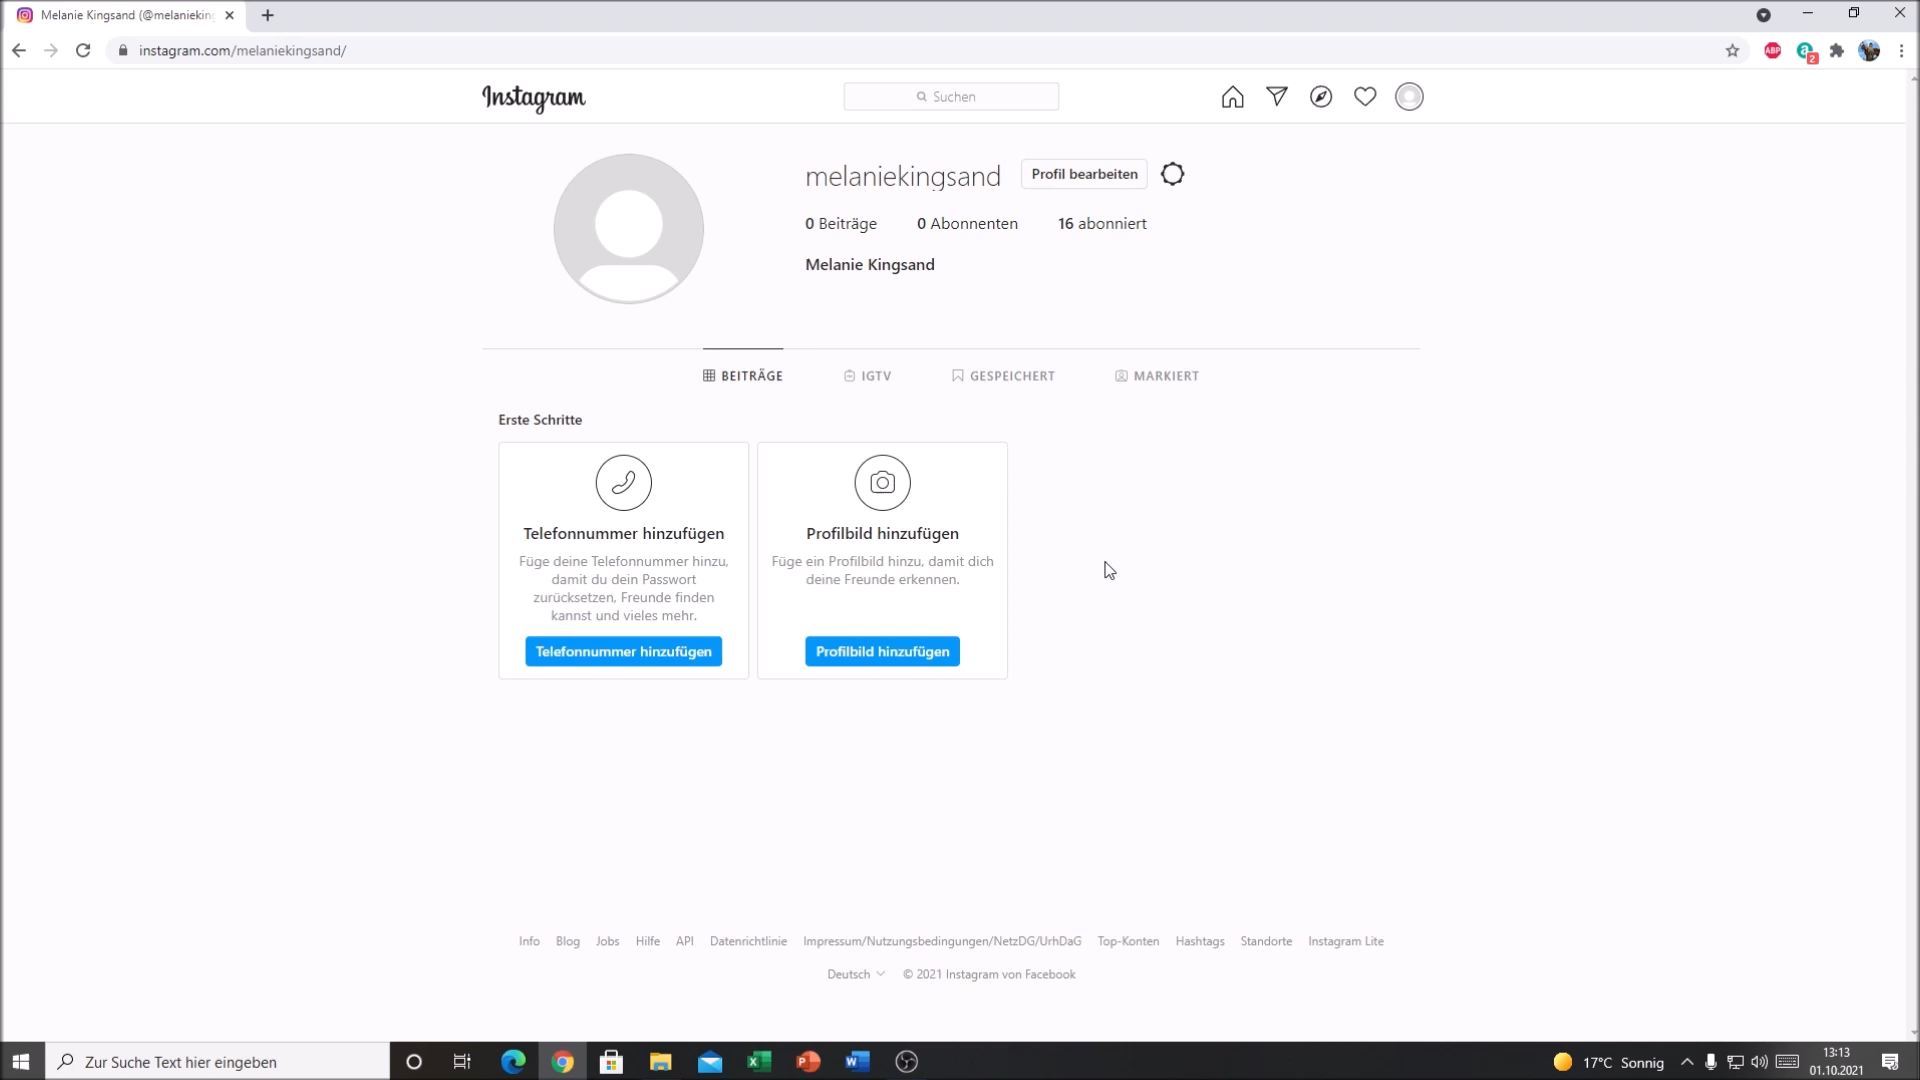 Melanie Kingsand (@melaniekin
instagram.com/melaniekingsand/
ABP
a
2
Instagram
Suchen
melaniekingsand
Profil bearbeiten
0 Beiträge 0 Abonnenten 16 abonniert
Melanie Kingsand
BEITRÄGE IGTV GESPEICHERT MARKIERT
Erste Schritte
Telefonnummer hinzufügen
Füge deine Telefonnummer hinzu,
damit du dein Passwort
zurücksetzen, Freunde finden
kannst und vieles mehr.
Telefonnummer hinzufügen
Profilbild hinzufügen
Füge ein Profilbild hinzu, damit dich
deine Freunde erkennen.
Profilbild hinzufügen
Info Blog Jobs Hilfe API Datenrichtlinie Impressum/Nutzungsbedingungen/NetzDG/UrhDaG Top-Konten Hashtags Standorte Instagram Lite
Deutsch © 2021 Instagram von Facebook
Zur Suche Text hier eingeben
17°C Sonnig
13:13
01.10.2021